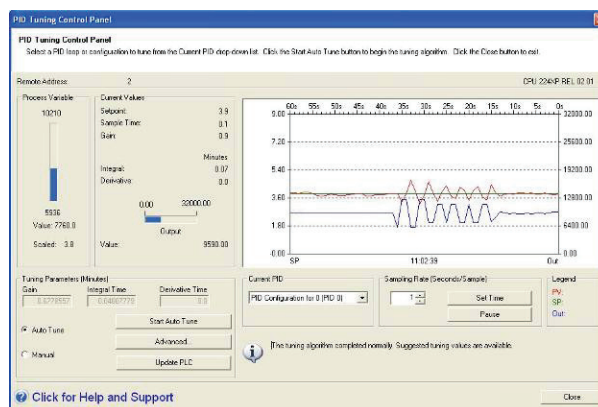 PID Tuning Control Panel
PID Tuning Control Panel
Select a PID loop or configuration to tune from the Current PID drop-down list. Click the Start Auto Tune button to begin the tuning algorithm. Click the Close button to exit.
Remote Address: 2 CPU 224XP REL 02.01
Process Variable
10210
5936
Value: 7760.0
Scaled: 3.8
Current Values
Setpoint: 3.9
Sample Time: 0.1
Gain: 0.9
Minutes
Integral: 0.07
Derivative: 0.0
0.00 32000.00
Output
Value: 9590.00
60s 55s 50s 45s 40s 35s 30s 25s 20s 15s 10s 5s 0s
9.00 32000.00
7.20 25600.00
5.40 19200.00
3.60 12800.00
1.80 6400.00
0.00 0.00
SP 11:02:39 Out
Tuning Parameters (Minutes)
Gain Integral Time Derivative Time
0.0
Auto Tune
Manual
Start Auto Tune
Advanced...
Update PLC
Current PID
PID Configuration for 0 (PID 0)
Sampling Rate (Seconds/Sample)
1
Set Time
Pause
Legend
PV:
SP:
Out:
The tuning algorithm completed normally. Suggested tuning values are available.
Click for Help and Support
Close